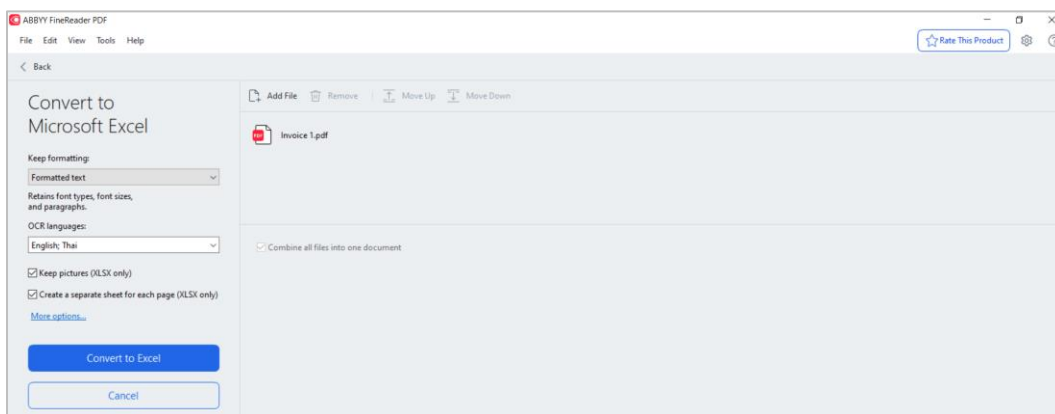 ABBYY FineReader PDF
File Edit View Tools Help
Rate This Product
Back
Convert to
Microsoft Excel
Keep formatting:
Formatted text
Retains font types, font sizes,
and paragraphs.
OCR languages:
English; Thai
Keep pictures (XLSX only)
Create a separate sheet for each page (XLSX only)
More options...
Convert to Excel
Cancel
Add File Remove Move Up Move Down
PDF Invoice 1.pdf
Combine all files into one document